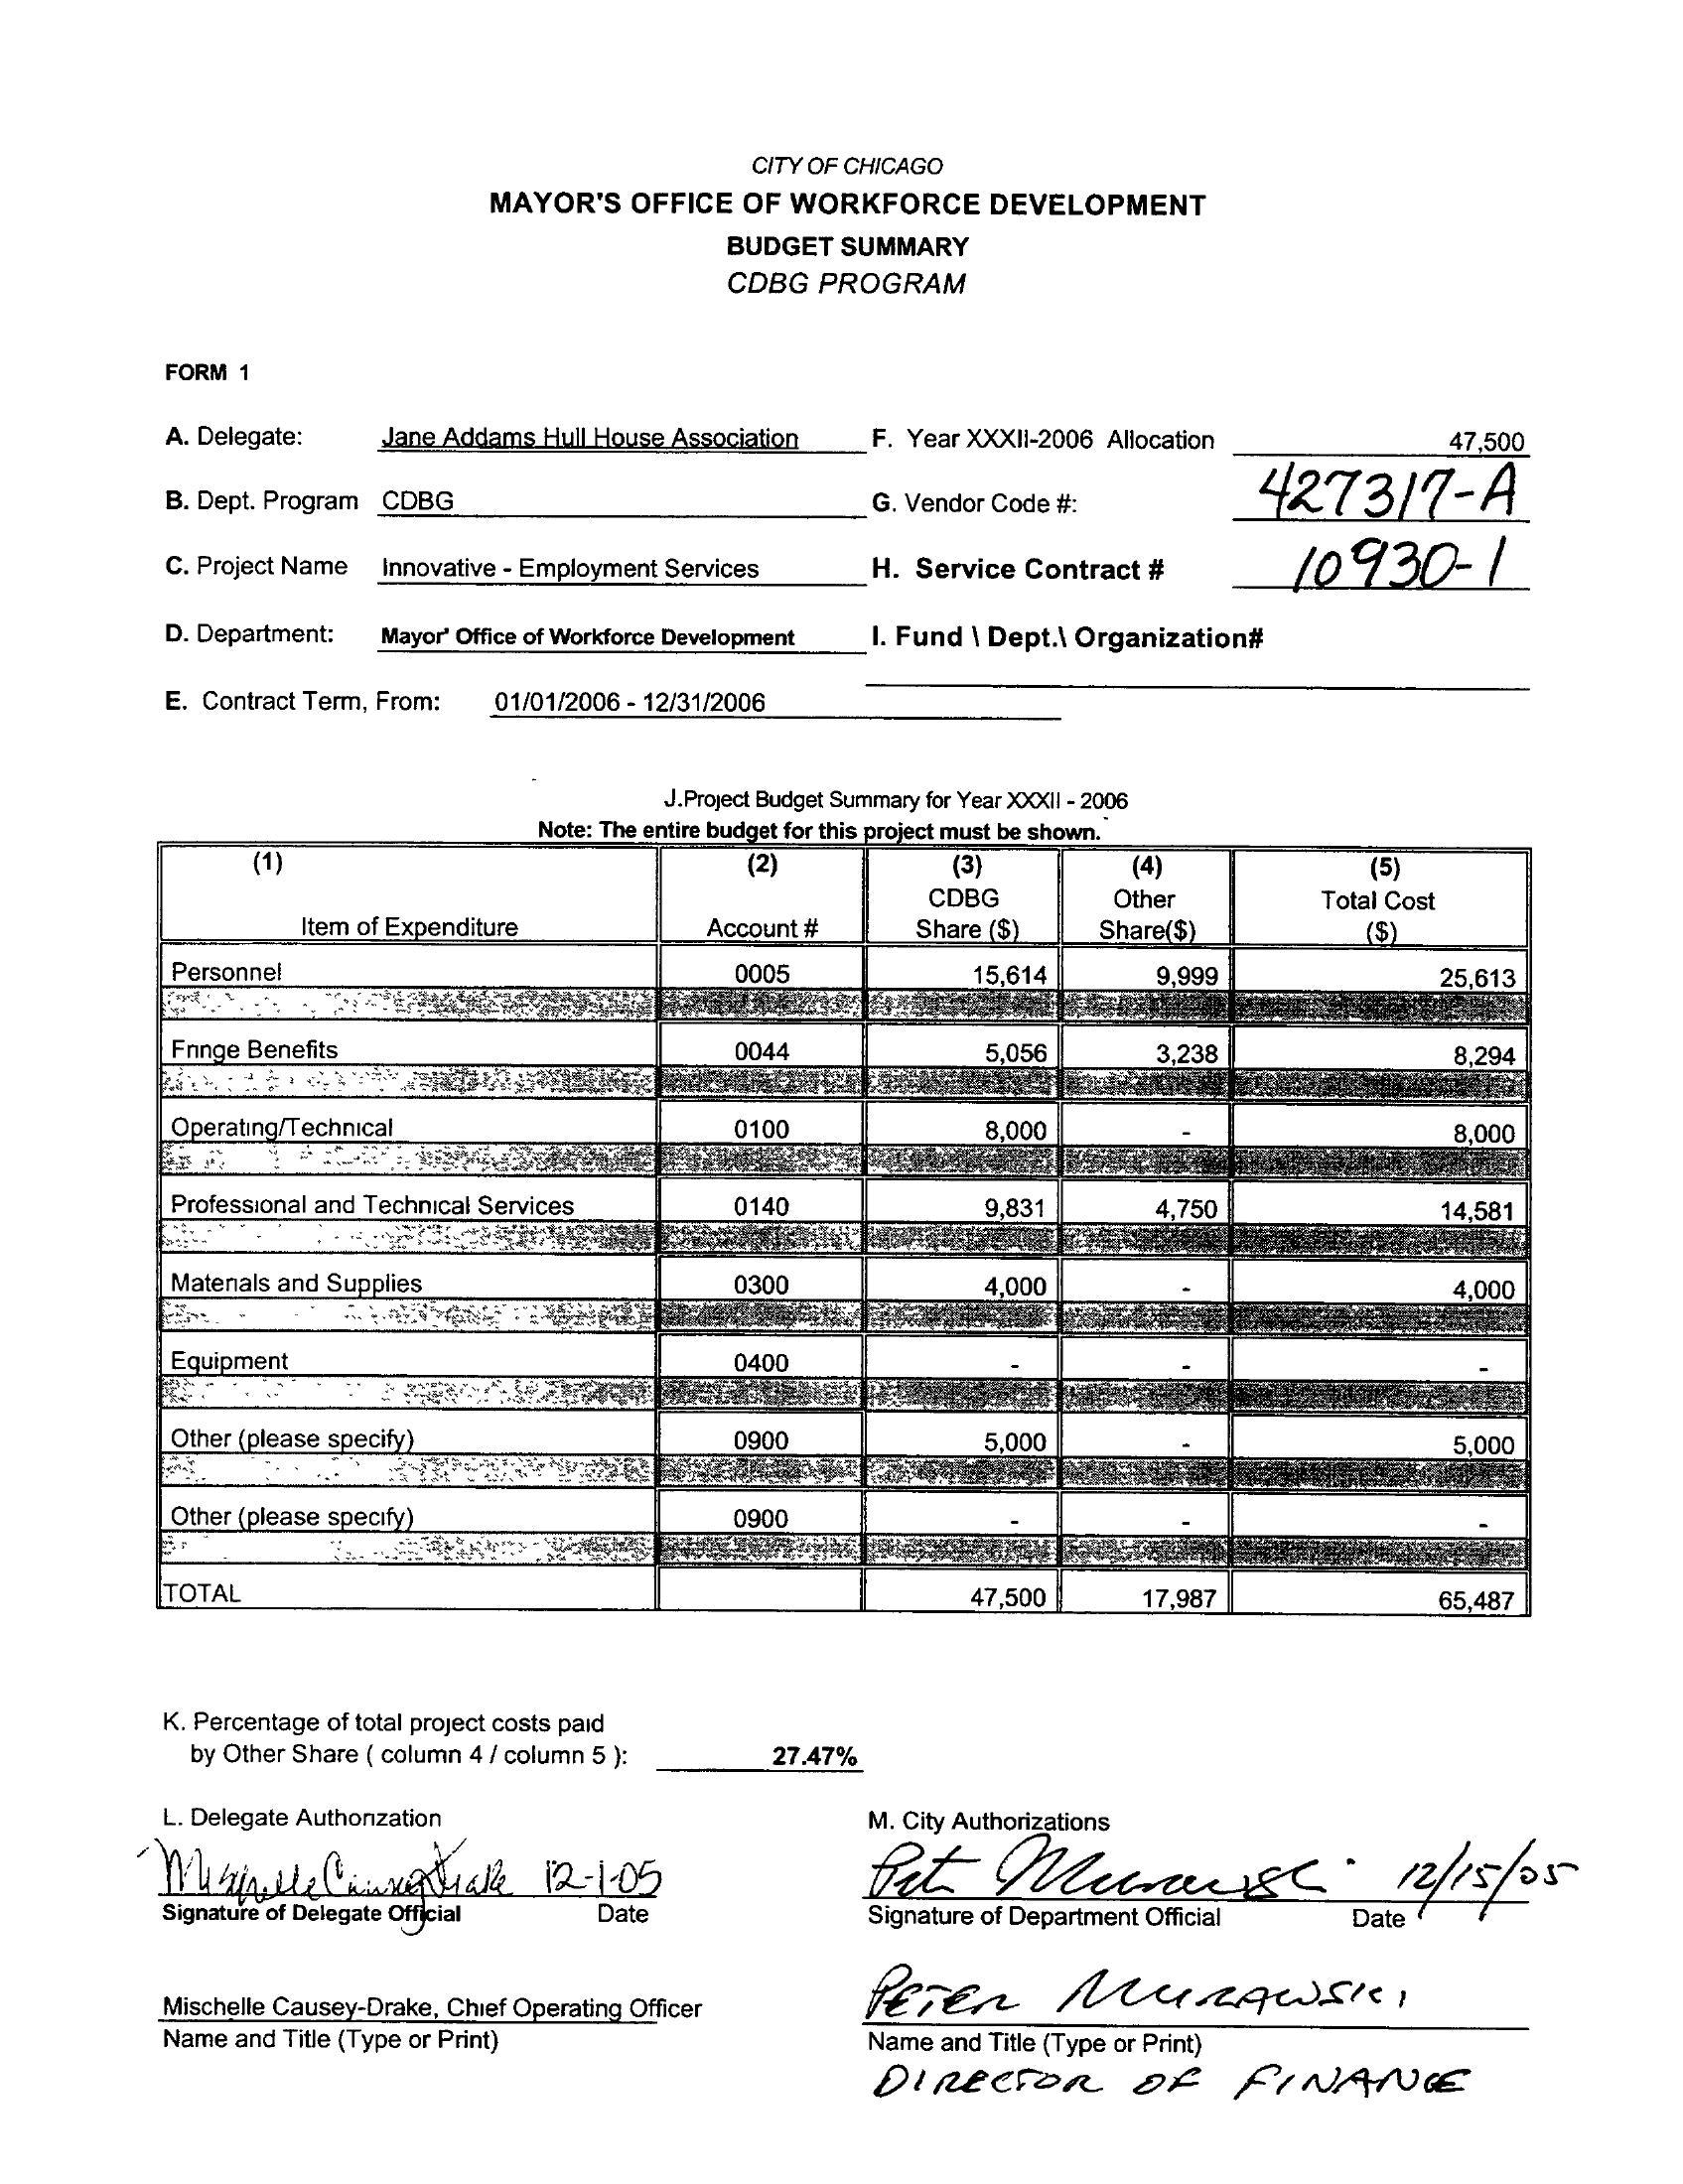 CITY OF CHICAGO
MAYOR'S OFFICE OF WORKFORCE DEVELOPMENT
BUDGET SUMMARY
CDBG PROGRAM
FORM 1
A. Delegate: Jane Addams Hull House Association F. Year XXXII-2006 Allocation 47,500
B. Dept. Program CDBG G. Vendor Code #: 427317-A
C. Project Name Innovative - Employment Services H. Service Contract # 10930-1
D. Department: Mayor' Office of Workforce Development I. Fund \ Dept.\ Organization#
E. Contract Term, From: 01/01/2006 - 12/31/2006
J.Project Budget Summary for Year XXXII - 2006
Note: The entire budget for this project must be shown.
(1) (2) (3) (4) (5)
CDBG Other Total Cost
Item of Expenditure Account # Share ($) Share($) ($)
Personnel 0005 15,614 9,999 25,613
Fringe Benefits 0044 5,056 3,238 8,294
Operating/Technical 0100 8,000 - 8,000
Professional and Technical Services 0140 9,831 4,750 14,581
Materials and Supplies 0300 4,000 - 4,000
Equipment 0400 - - -
Other (please specify) 0900 5,000 - 5,000
Other (please specify) 0900 - - -
TOTAL 47,500 17,987 65,487
K. Percentage of total project costs paid
by Other Share ( column 4 / column 5 ): 27.47%
L. Delegate Authorization M. City Authorizations
Mischelle Causey-Drake 12-1-05 Pete Murawski 12/15/05
Signature of Delegate Official Date Signature of Department Official Date
Mischelle Causey-Drake, Chief Operating Officer PETER MURAWSKI
Name and Title (Type or Print) Name and Title (Type or Print)
DIRECTOR OF FINANCE